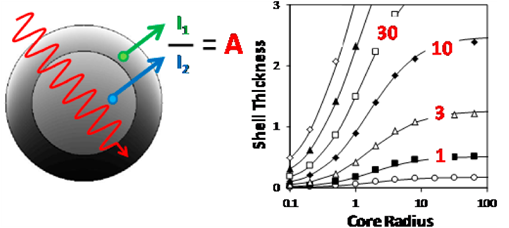 I₁
I₂
= A
Shell Thickness
3
2
1
0
30
10
3
1
0.1
1
10
100
Core Radius